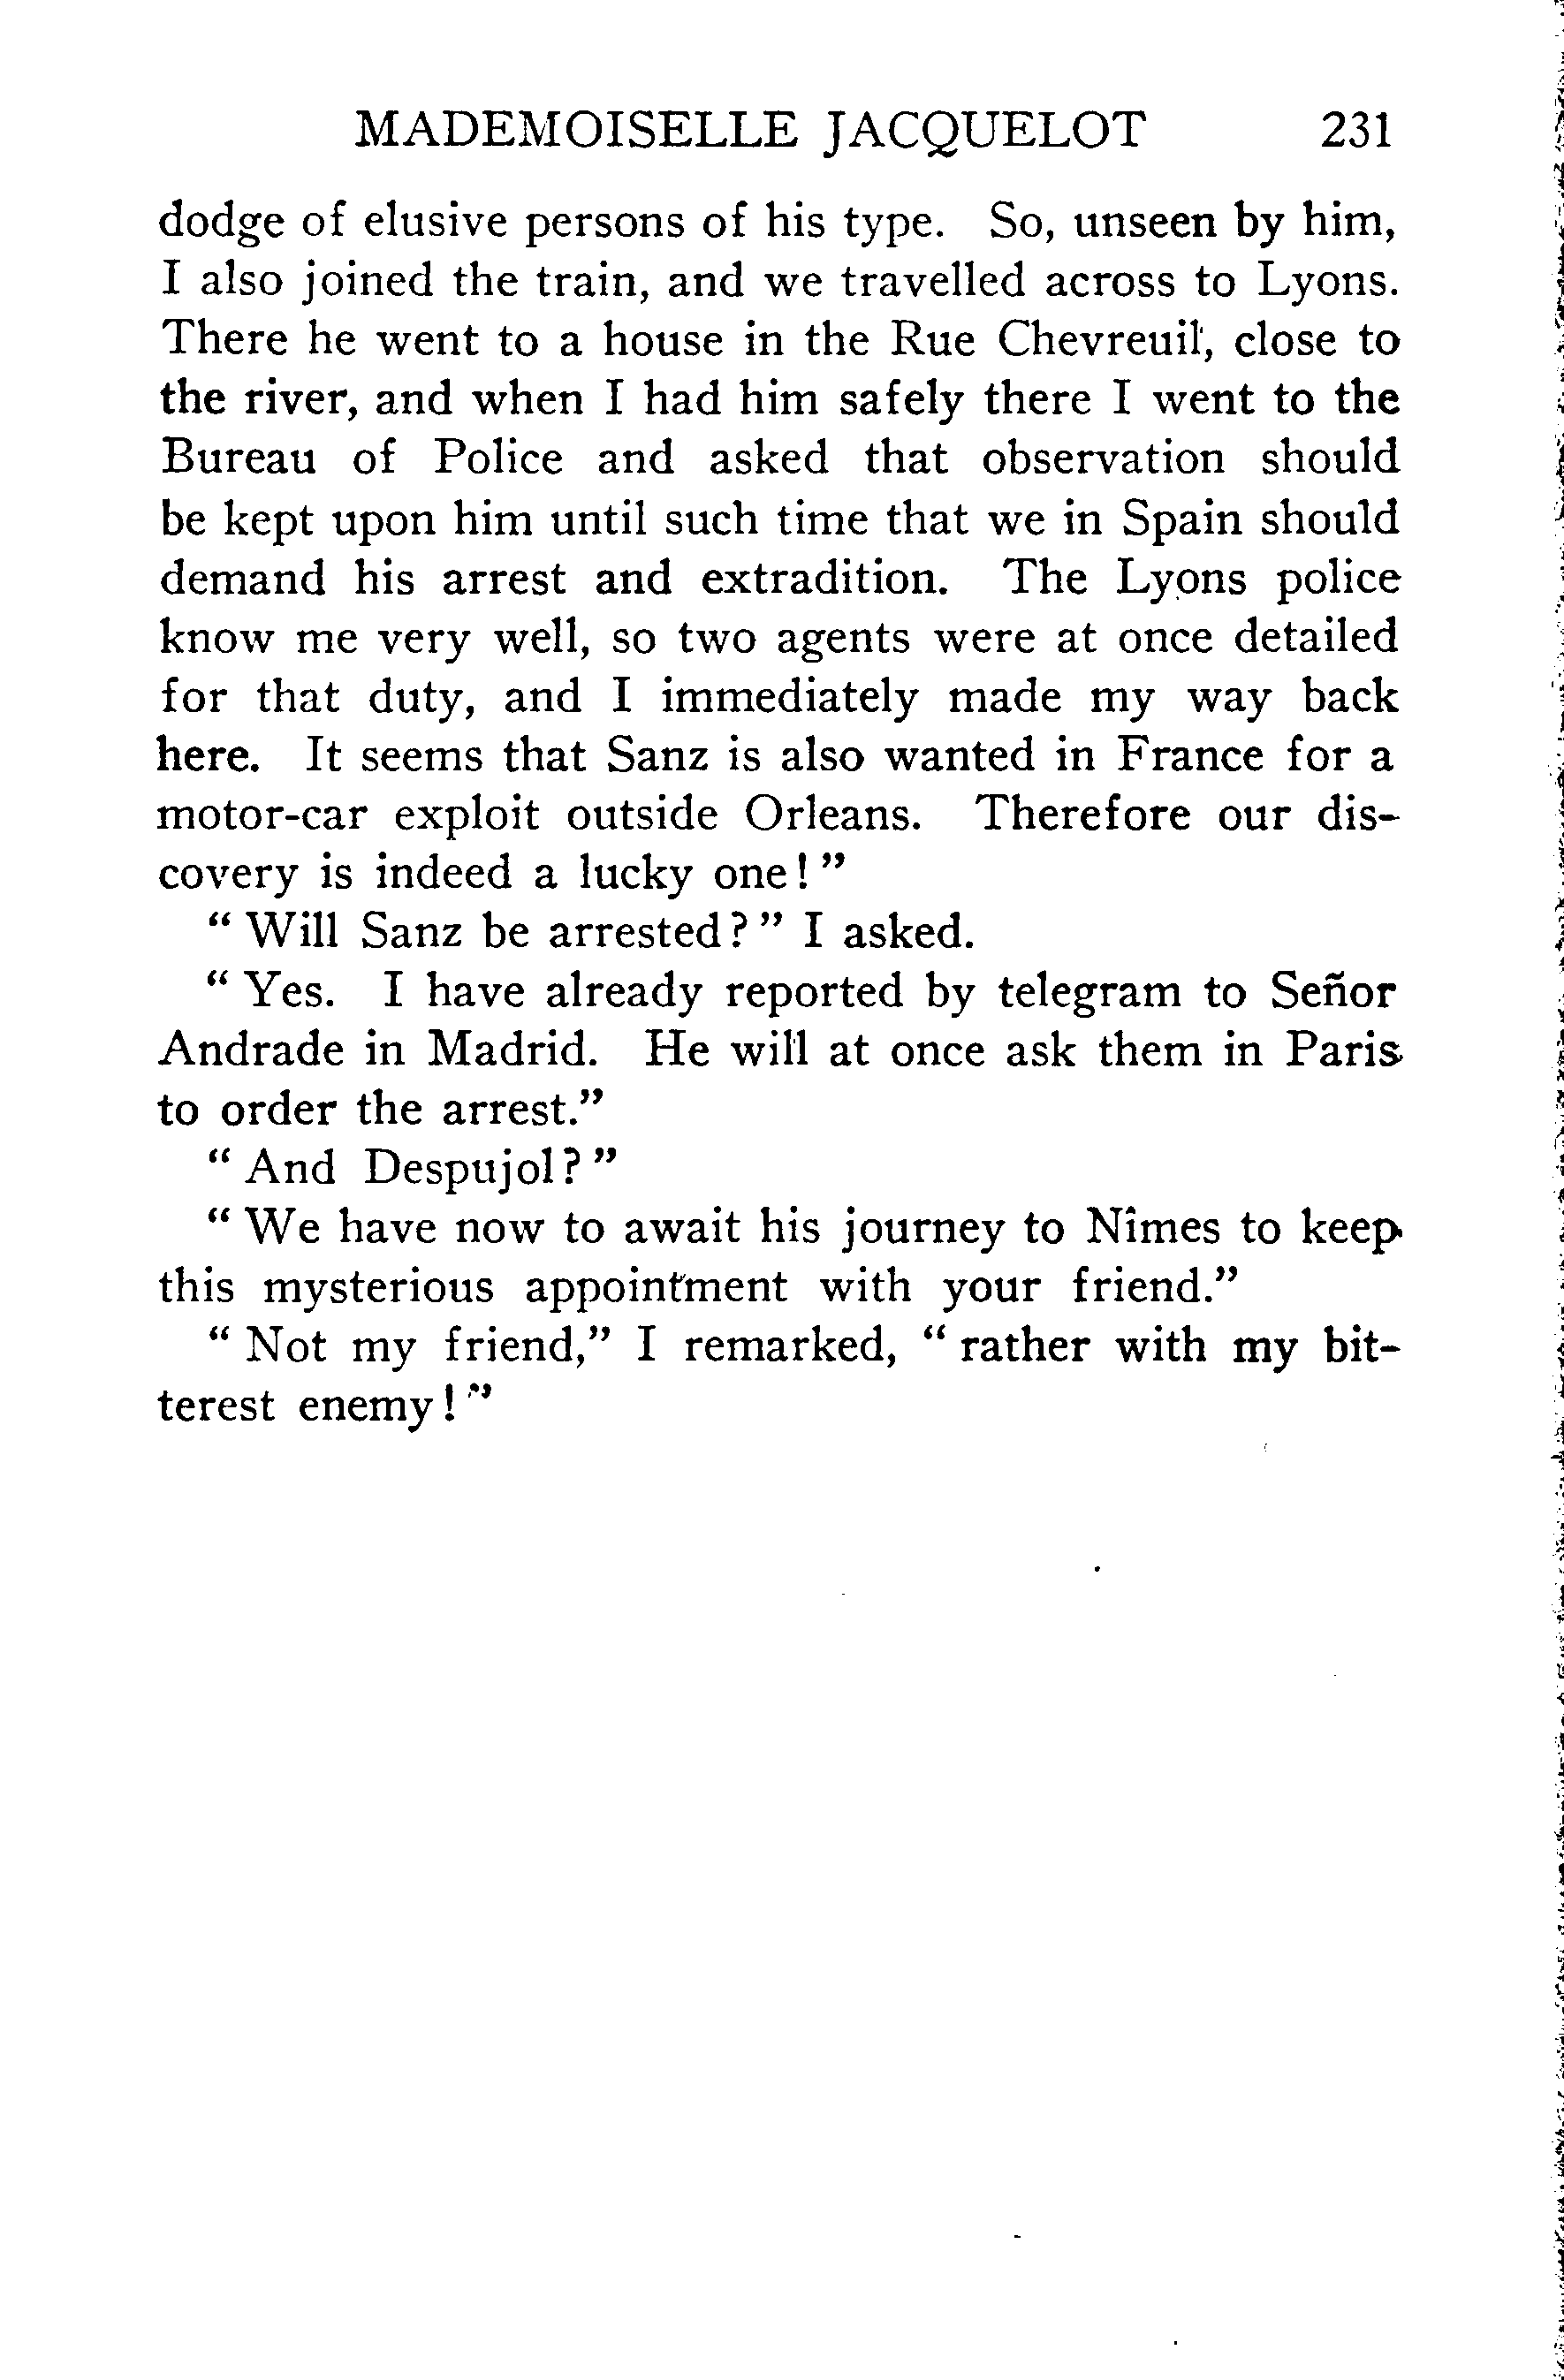 MADEMOISELLE JACQUELOT 231
dodge of elusive persons of his type. So, unseen by him,
I also joined the train, and we travelled across to Lyons.
There he went to a house in the Rue Chevreuil, close to
the river, and when I had him safely there I went to the
Bureau of Police and asked that observation should
be kept upon him until such time that we in Spain should
demand his arrest and extradition. The Lyons police
know me very well, so two agents were at once detailed
for that duty, and I immediately made my way back
here. It seems that Sanz is also wanted in France for a
motor-car exploit outside Orleans. Therefore our dis-
covery is indeed a lucky one!"
"Will Sanz be arrested?" I asked.
"Yes. I have already reported by telegram to Señor
Andrade in Madrid. He will at once ask them in Paris
to order the arrest."
"And Despujol?"
"We have now to await his journey to Nîmes to keep
this mysterious appointment with your friend."
"Not my friend," I remarked, "rather with my bit-
terest enemy!"